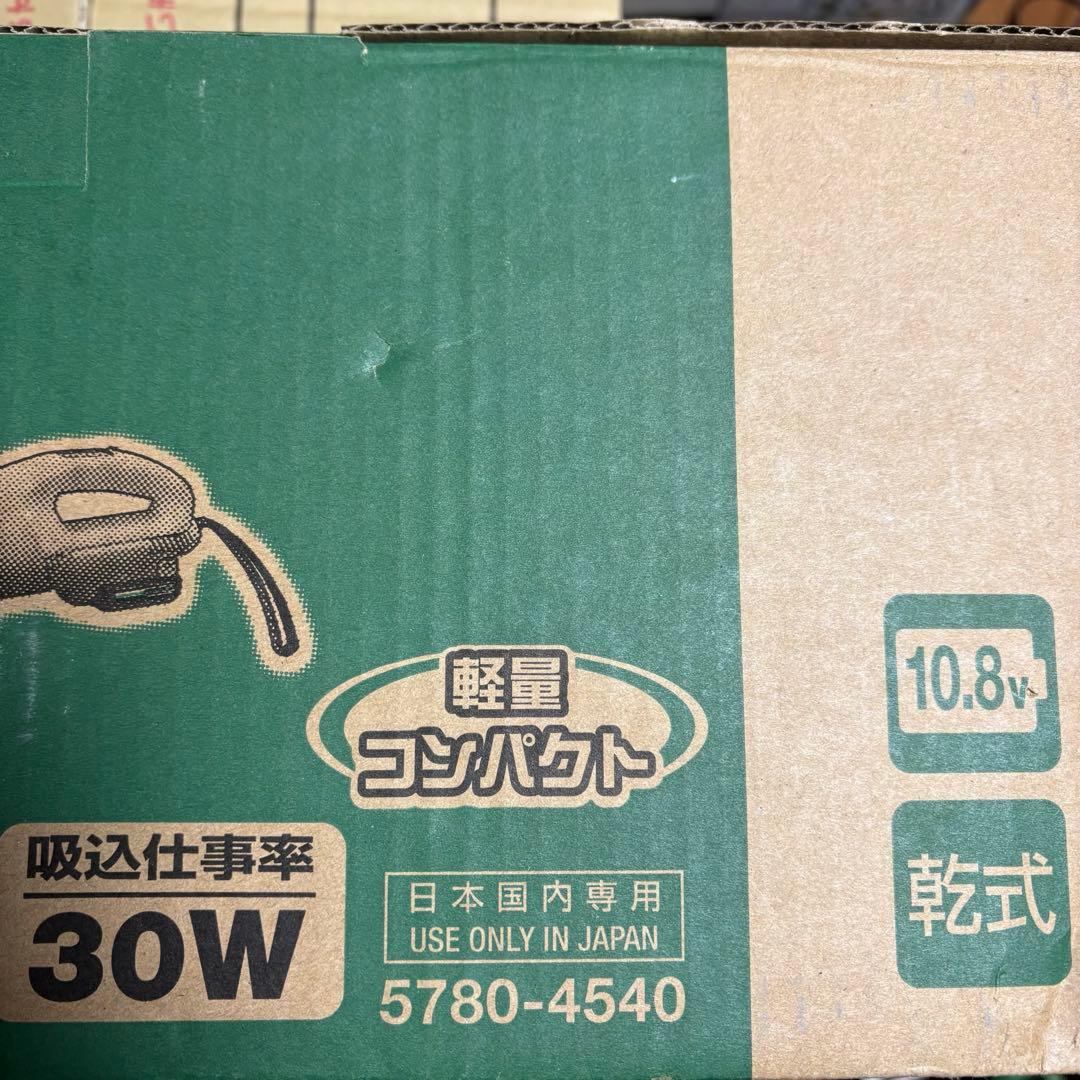 軽量
コンパクト
吸込仕事率
30W
日本国内専用
USE ONLY IN JAPAN
5780-4540
10.8V
乾式